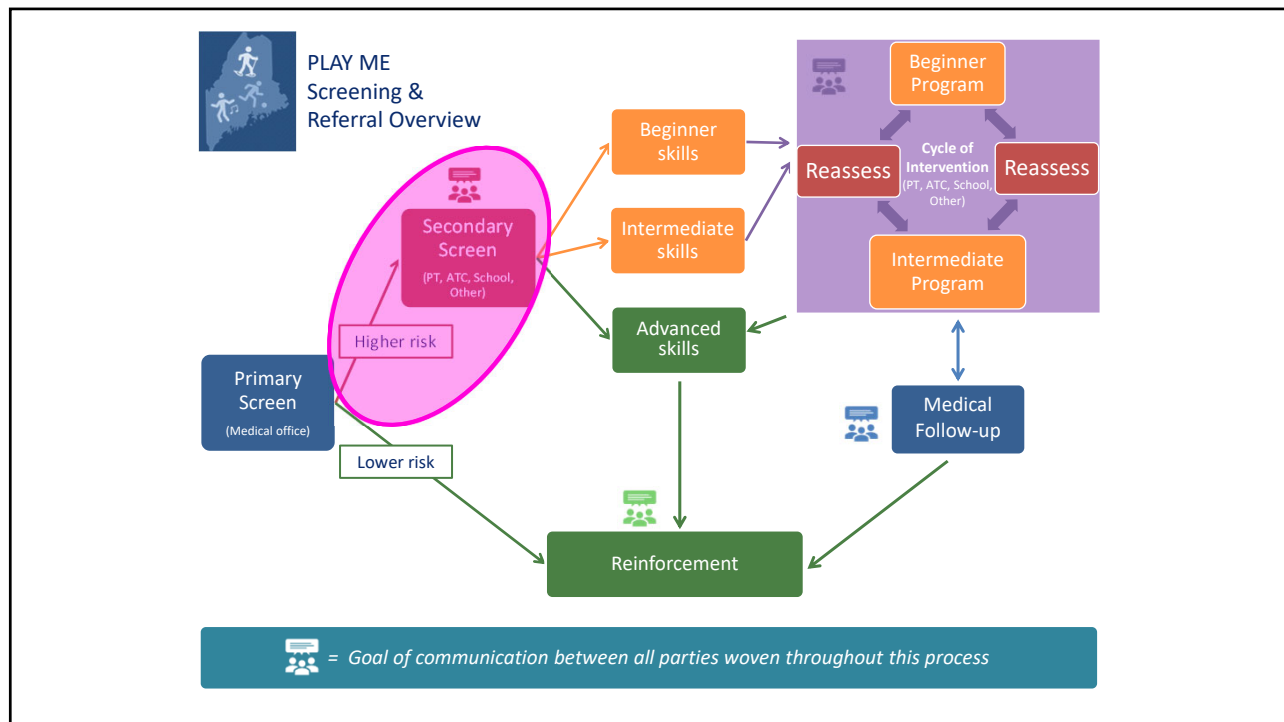 PLAY ME
Screening &
Referral Overview
Beginner
skills
Intermediate
skills
Advanced
skills
Secondary
Screen
(PT, ATC, School,
Other)
Higher risk
Primary
Screen
(Medical office)
Lower risk
Beginner
Program
Reassess
Cycle of
Intervention
(PT, ATC, School,
Other)
Reassess
Intermediate
Program
Medical
Follow-up
Reinforcement
= Goal of communication between all parties woven throughout this process